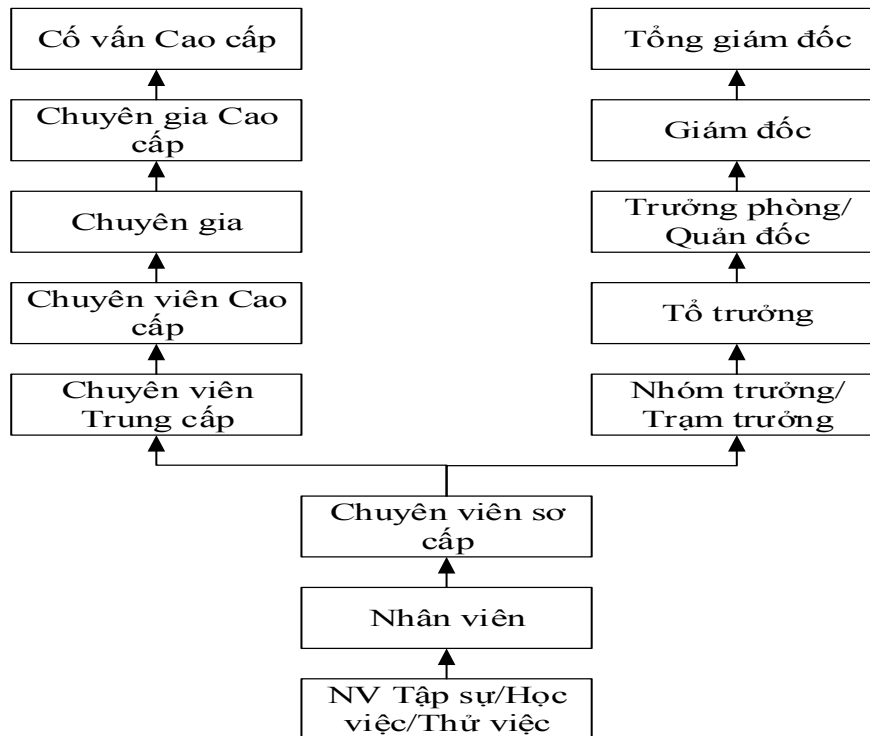 Cố vấn Cao cấp
Tổng giám đốc
Chuyên gia Cao
cấp
Giám đốc
Chuyên gia
Trưởng phòng/
Quản đốc
Chuyên viên Cao
cấp
Tổ trưởng
Chuyên viên
Trung cấp
Nhóm trưởng/
Trạm trưởng
Chuyên viên sơ
cấp
Nhân viên
NV Tập sự/Học
việc/Thử việc